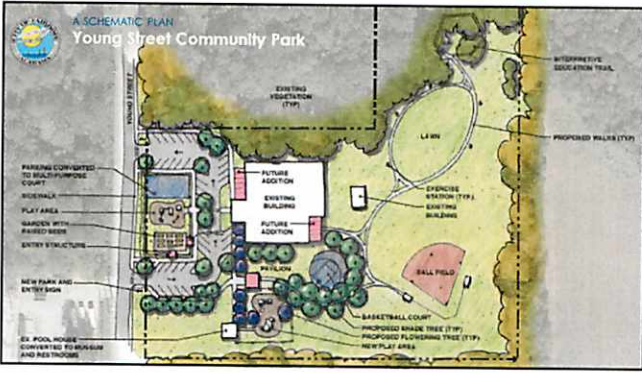 A SCHEMATIC PLAN
Young Street Community Park
YOUNG STREET
EXISTING
VEGETATION
(TYP)
INTERPRETIVE
EDUCATION TRAIL
LAWN
PROPOSED WALKS (TYP)
PARKING CONVERTED
TO MULTI-PURPOSE
COURT
SIDEWALK
PLAY AREA
GARDEN WITH
RAISED BEDS
ENTRY STRUCTURE
NEW PARK AND
ENTRY SIGN
EX. POOL HOUSE
CONVERTED TO MUSEUM
AND RESTROOMS
FUTURE
ADDITION
EXISTING
BUILDING
FUTURE
ADDITION
PAVILION
EXERCISE
STATION (TYP.)
EXISTING
BUILDING
BALL FIELD
BASKETBALL COURT
PROPOSED SHADE TREE (TYP)
PROPOSED FLOWERING TREE (TYP)
NEW PLAY AREA